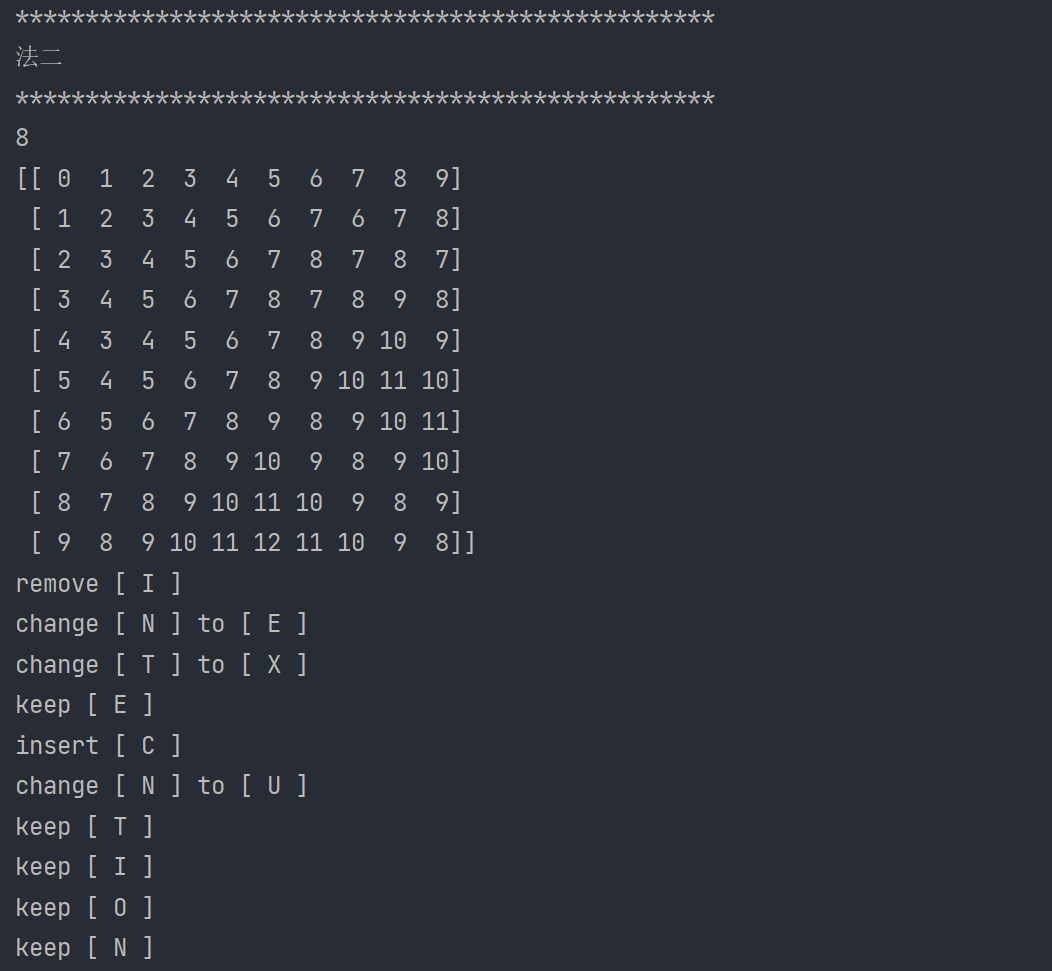 **************************************************
法二
**************************************************
8
[[ 0  1  2  3  4  5  6  7  8  9]
 [ 1  2  3  4  5  6  7  6  7  8]
 [ 2  3  4  5  6  7  8  7  8  7]
 [ 3  4  5  6  7  8  7  8  9  8]
 [ 4  3  4  5  6  7  8  9 10  9]
 [ 5  4  5  6  7  8  9 10 11 10]
 [ 6  5  6  7  8  9  8  9 10 11]
 [ 7  6  7  8  9 10  9  8  9 10]
 [ 8  7  8  9 10 11 10  9  8  9]
 [ 9  8  9 10 11 12 11 10  9  8]]
remove [ I ]
change [ N ] to [ E ]
change [ T ] to [ X ]
keep [ E ]
insert [ C ]
change [ N ] to [ U ]
keep [ T ]
keep [ I ]
keep [ O ]
keep [ N ]